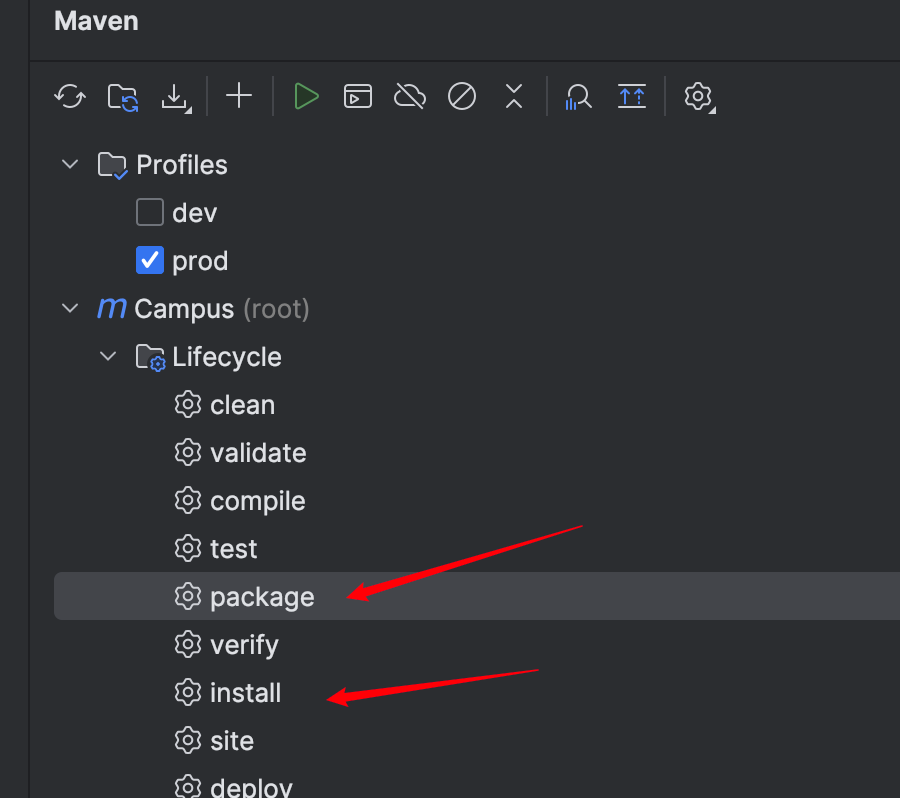 Maven
Profiles
dev
prod
m Campus (root)
Lifecycle
clean
validate
compile
test
package
verify
install
site
deploy